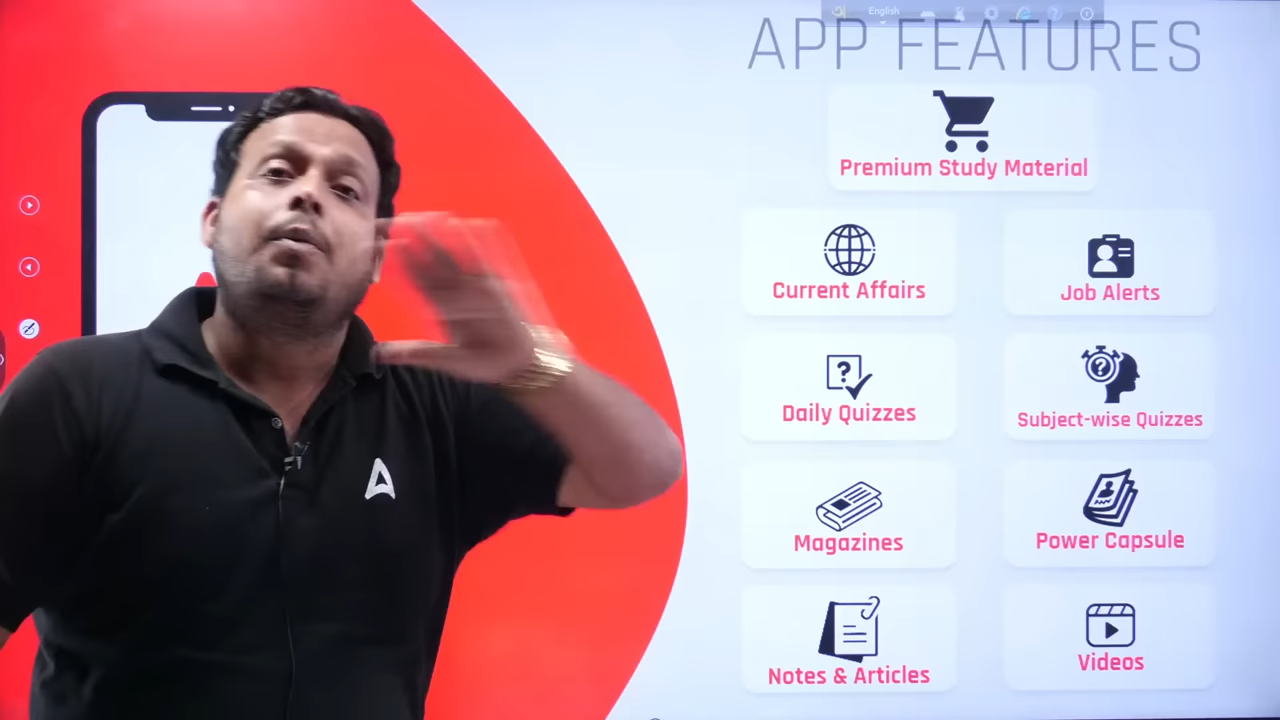 English
APP FEATURES
Premium Study Material
Current Affairs
Job Alerts
Daily Quizzes
Subject-wise Quizzes
Magazines
Power Capsule
Notes & Articles
Videos